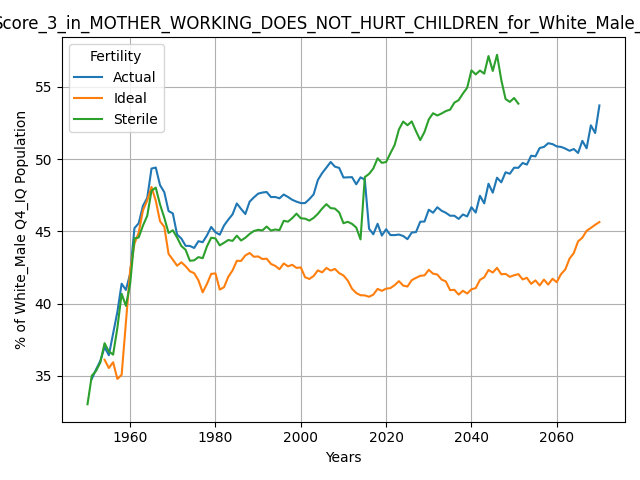 Score_3_in_MOTHER_WORKING_DOES_NOT_HURT_CHILDREN_for_White_Male_
Fertility
Actual
Ideal
Sterile
% of White_Male Q4_IQ Population
55
50
45
40
35
1960
1980
2000
2020
2040
2060
Years